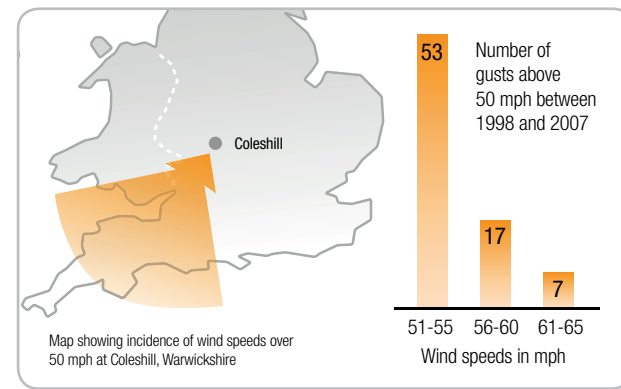 Coleshill
Map showing incidence of wind speeds over
50 mph at Coleshill, Warwickshire
Number of
gusts above
50 mph between
1998 and 2007
53
17
7
51-55 56-60 61-65
Wind speeds in mph